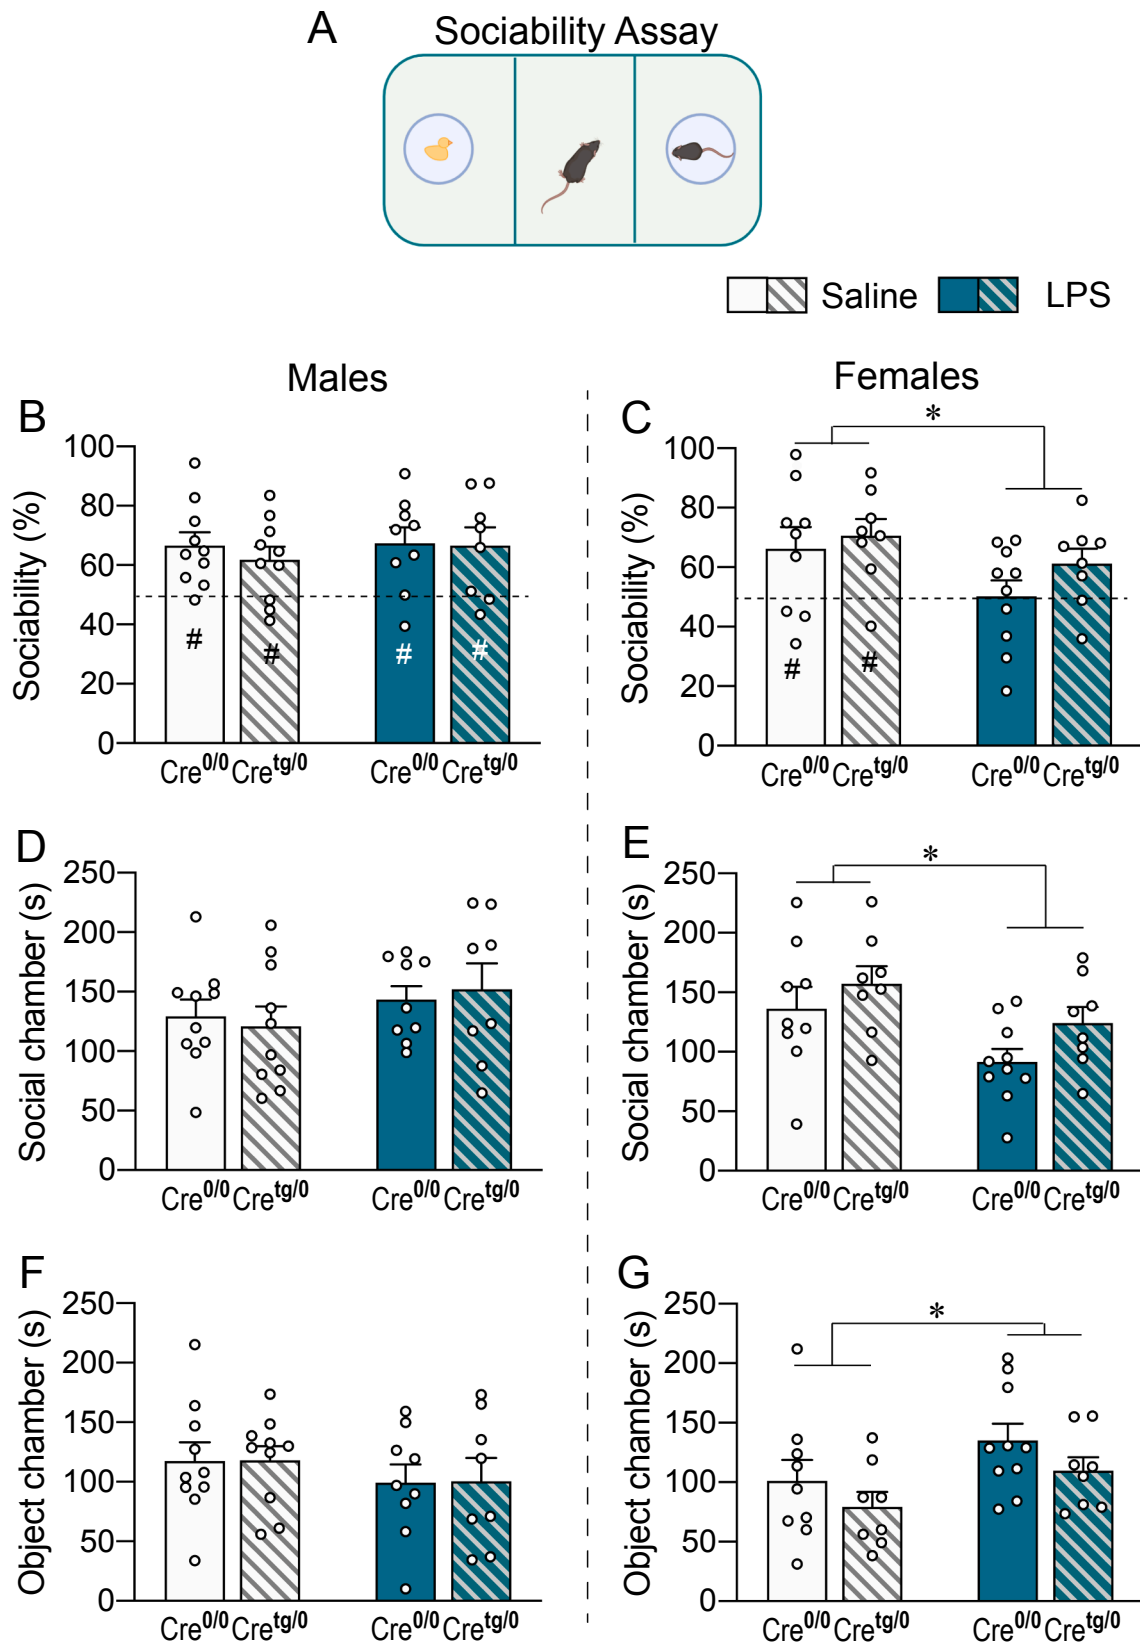 A Sociability Assay
Saline LPS
Males Females
B
Sociability (%)
100
80
60
40
20
0
# # # #
Cre0/0 Cretg/0 Cre0/0 Cretg/0
C
*
Sociability (%)
100
80
60
40
20
0
# #
Cre0/0 Cretg/0 Cre0/0 Cretg/0
D
Social chamber (s)
250
200
150
100
50
0
Cre0/0 Cretg/0 Cre0/0 Cretg/0
E
*
Social chamber (s)
250
200
150
100
50
0
Cre0/0 Cretg/0 Cre0/0 Cretg/0
F
Object chamber (s)
250
200
150
100
50
0
Cre0/0 Cretg/0 Cre0/0 Cretg/0
G
*
Object chamber (s)
250
200
150
100
50
0
Cre0/0 Cretg/0 Cre0/0 Cretg/0